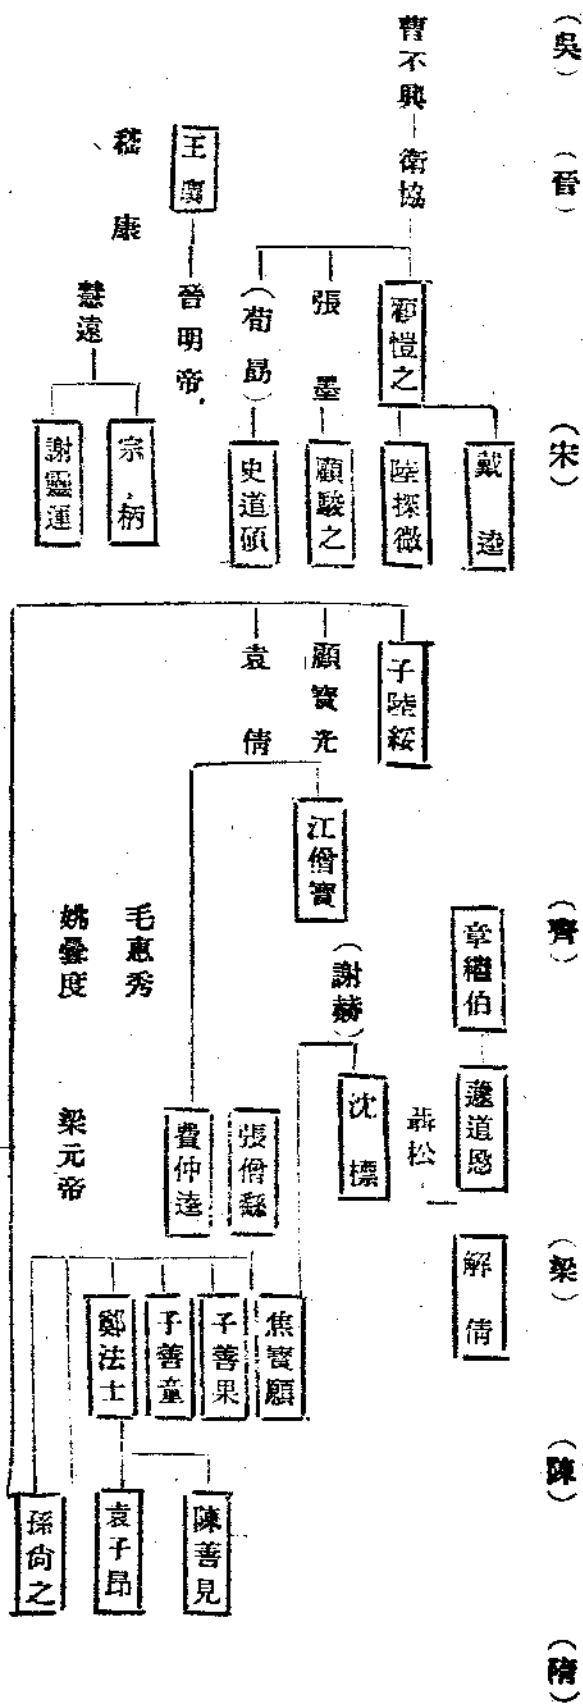 (吳)
(晉)
(宋)
(齊)
(梁)
(陳)
(隋)
曹不興
衛協
顧愷之
戴逵
陸探微
張墨
顧駿之
(荀勗)
史道碩
王廙
晉明帝
嵇康
慧遠
宗炳
謝靈運
子陸綏
顧寶光
袁倩
江僧寶
章繼伯
蘧道愍
解倩
聶松
(謝赫)
沈標
張僧繇
費仲逵
毛惠秀
姚曇度
梁元帝
焦寶願
子善果
子善童
鄭法士
陳善見
袁子昂
孫尙之